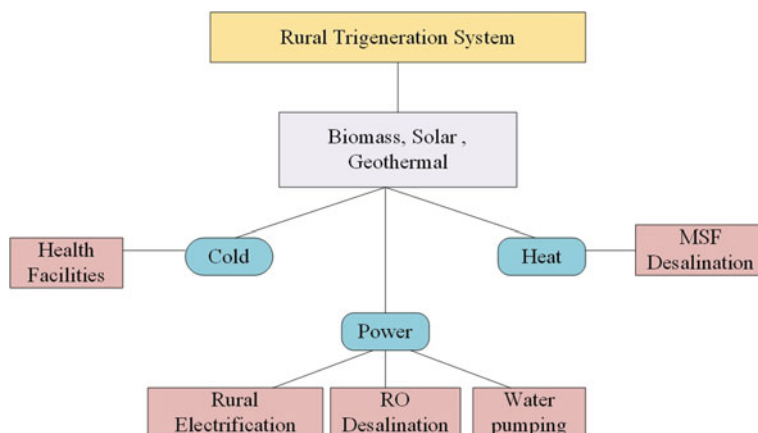 Rural Trigeneration System
Biomass, Solar ,
Geothermal
Health
Facilities
Cold
Heat
MSF
Desalination
Power
Rural
Electrification
RO
Desalination
Water
pumping